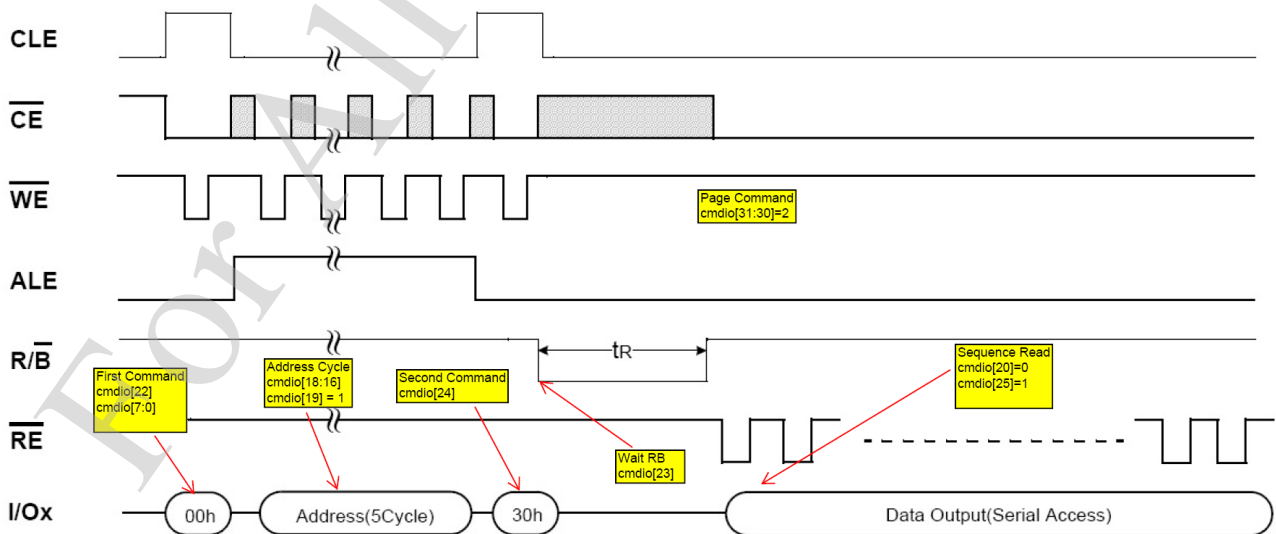 For All
CLE
CE
WE
Page Command
cmdio[31:30]=2
ALE
R/B
tR
First Command
cmdio[22]
cmdio[7:0]
Address Cycle
cmdio[18:16]
cmdio[19] = 1
Second Command
cmdio[24]
Sequence Read
cmdio[20]=0
cmdio[25]=1
RE
Wait RB
cmdio[23]
I/Ox
00h
Address(5Cycle)
30h
Data Output(Serial Access)